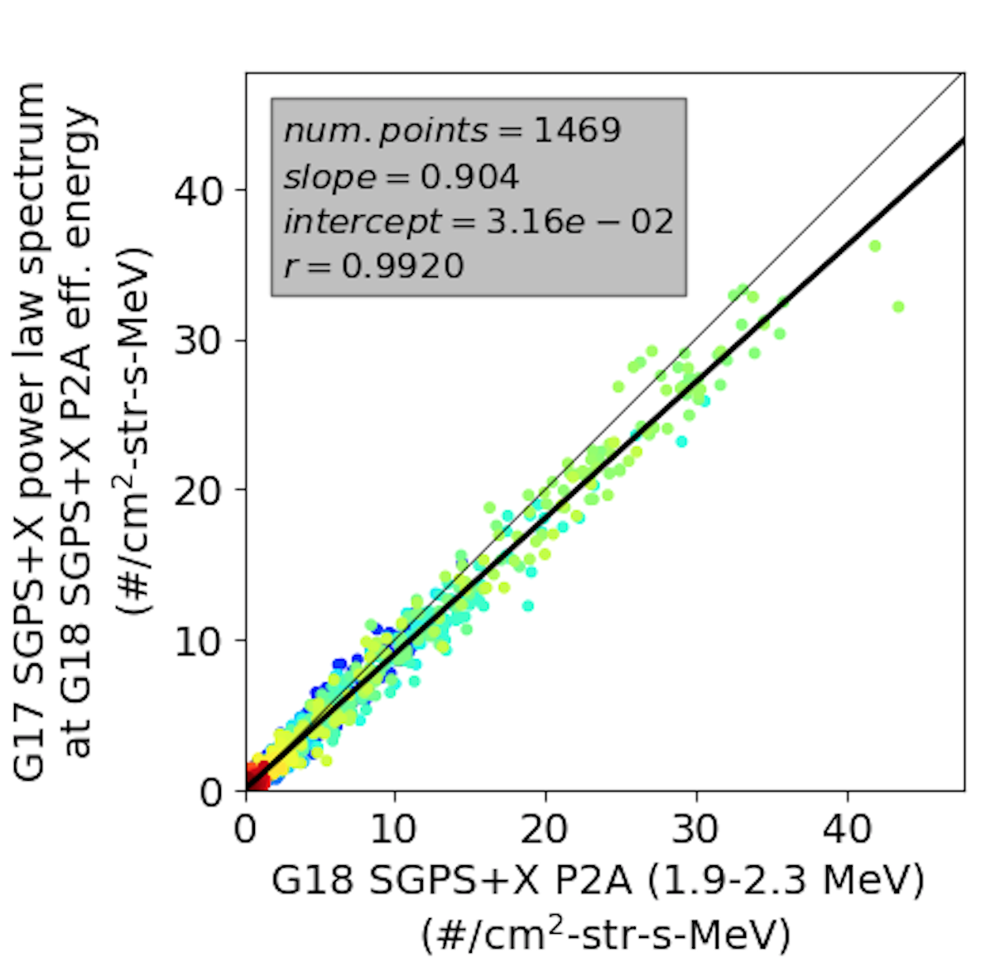 G17 SGPS+X power law spectrum
at G18 SGPS+X P2A eff. energy
(#/cm²-str-s-MeV)
num. points = 1469
slope = 0.904
intercept = 3.16e − 02
r = 0.9920
40
30
20
10
0
0 10 20 30 40
G18 SGPS+X P2A (1.9-2.3 MeV)
(#/cm²-str-s-MeV)